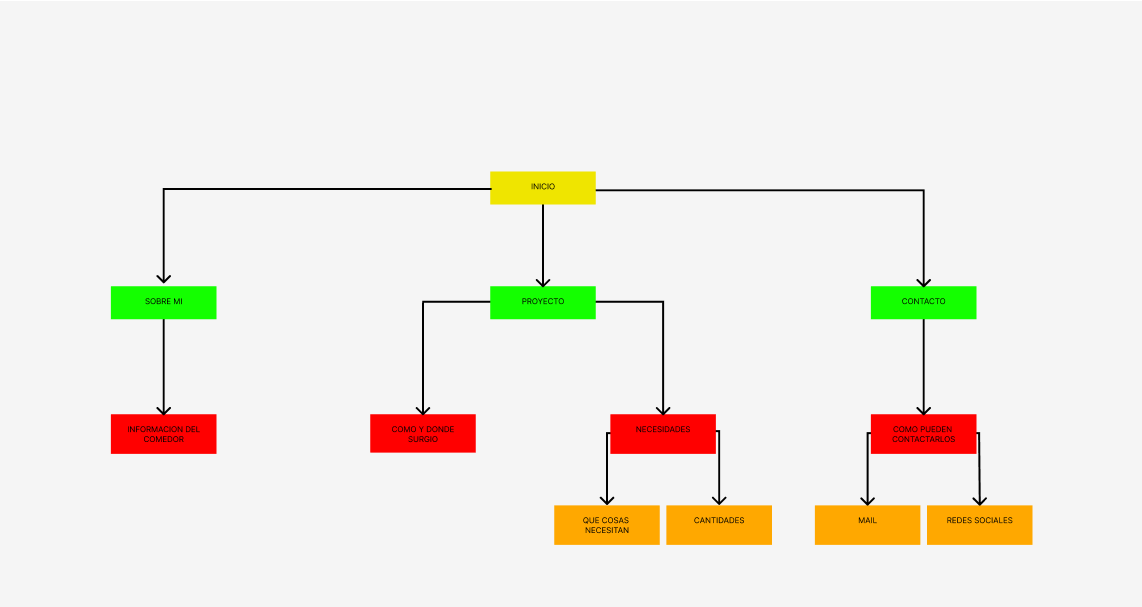 INICIO
SOBRE MI
PROYECTO
CONTACTO
INFORMACION DEL
COMEDOR
COMO Y DONDE
SURGIO
NECESIDADES
COMO PUEDEN
CONTACTARLOS
QUE COSAS
NECESITAN
CANTIDADES
MAIL
REDES SOCIALES